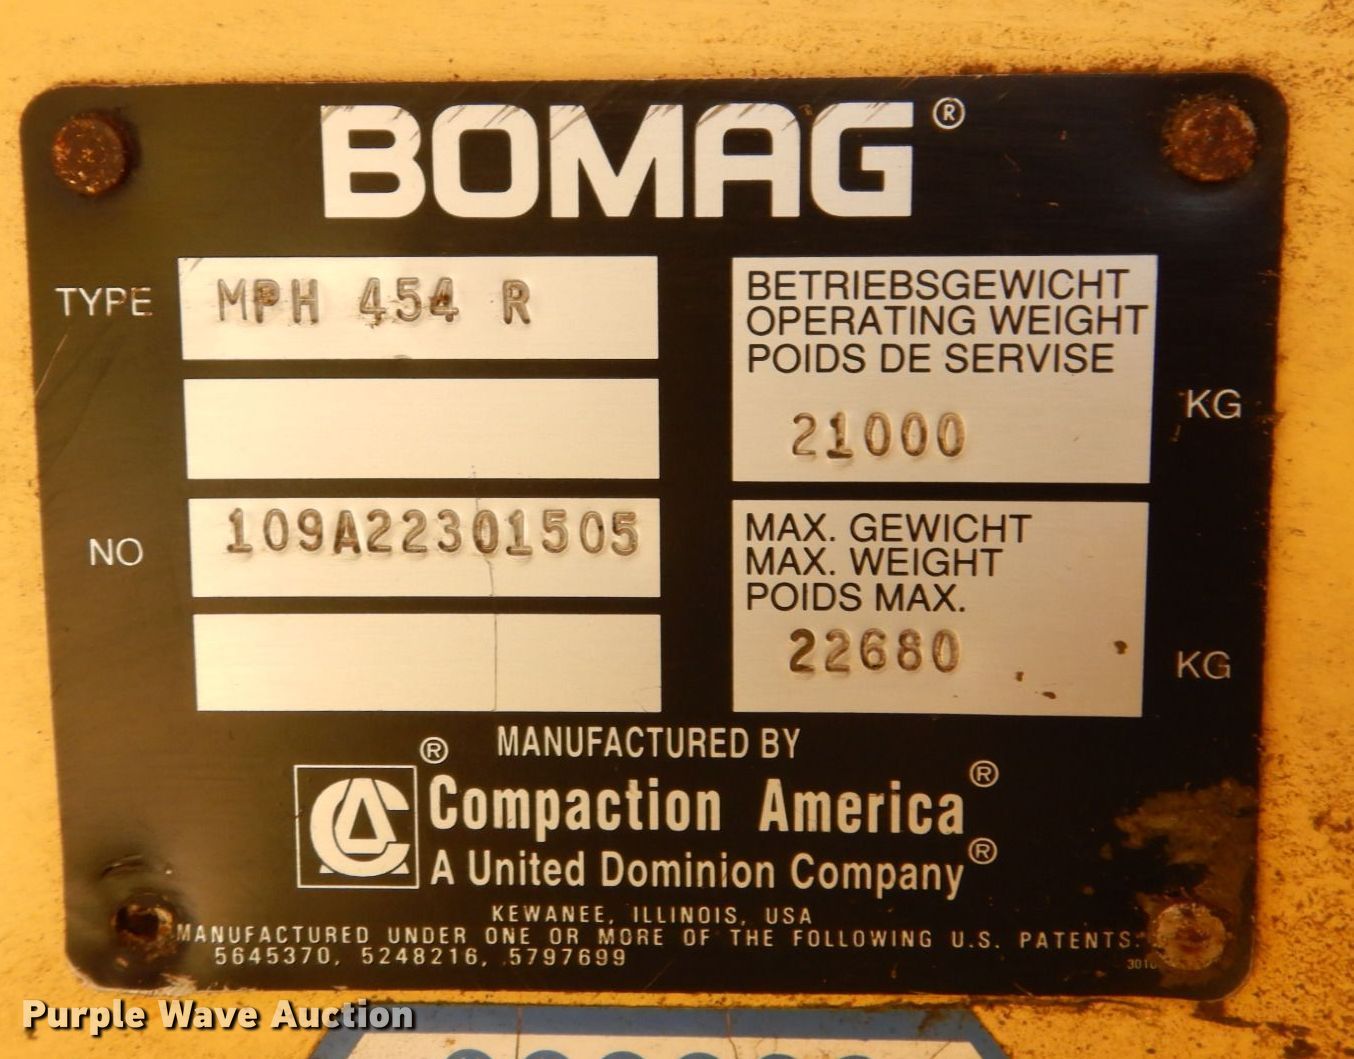 BOMAG®
TYPE MPH 454 R
BETRIEBSGEWICHT
OPERATING WEIGHT
POIDS DE SERVISE
21000 KG
NO 109A22301505
MAX. GEWICHT
MAX. WEIGHT
POIDS MAX.
22680 KG
MANUFACTURED BY
CA® Compaction America®
A United Dominion Company®
KEWANEE, ILLINOIS, USA
MANUFACTURED UNDER ONE OR MORE OF THE FOLLOWING U.S. PATENTS:
5645370, 5248216, 5797699
Purple Wave Auction